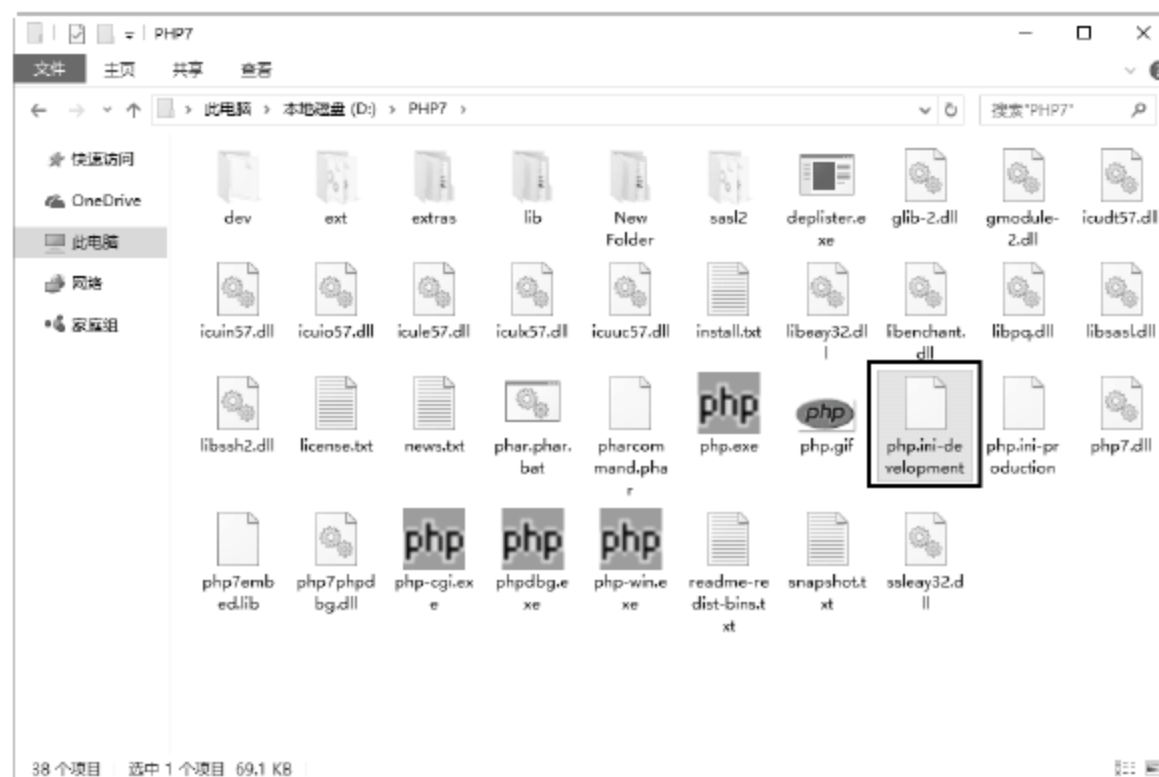 PHP7
文件 主页 共享 查看
此电脑 > 本地磁盘 (D:) > PHP7 >
搜索"PHP7"
快速访问
OneDrive
此电脑
网络
家庭组
dev ext extras lib New sasl2 deplister.e glib-2.dll gmodule- icudt57.dll
Folder xe 2.dll
icuin57.dll icuio57.dll icule57.dll iculx57.dll icuuc57.dll install.txt libeay32.dl libenchant. libpq.dll libsasl.dll
l dll
php php
libssh2.dll license.txt news.txt phar.phar. pharcom php.exe php.gif php.ini-de php.ini-pr php7.dll
bat mmand.pha velopment oduction
r
php php php
php7emb php7phpd php-cgi.ex phpdbg.e php-win.e readme-re snapshot.t ssleay32.d
ed.lib bg.dll e xe xe dist-bins.t xt ll
xt
38 个项目 选中 1 个项目 69.1 KB